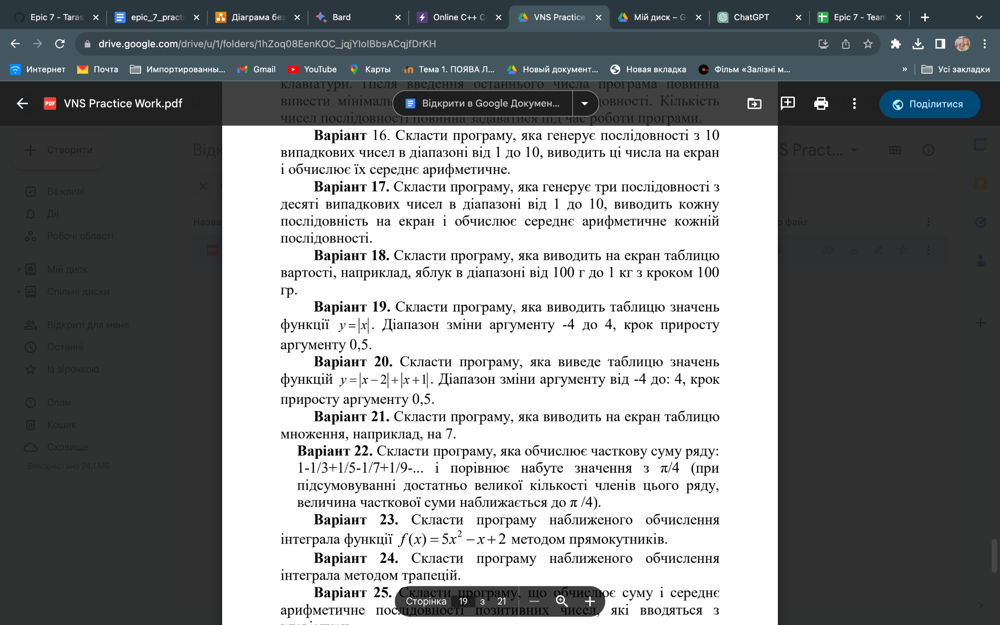 Epic 7 - Taras
epic_7_practi
Діаграма без
Bard
Online C++ C
VNS Practice
Мій диск – G
ChatGPT
Epic 7 - Team
drive.google.com/drive/u/1/folders/1hZoq08EenKOC_jqjYIolBbsACqjfDrKH
Интернет
Почта
Импортированны...
Gmail
YouTube
Карты
Тема 1. ПОЯВА Л...
Новый документ...
Новая вкладка
Фільм «Залізні м...
»
Усі закладки
клавіатури. Після введення останнього числа програма повинна
вивести мінімаль
довності. Кількість
чисел послідовності повинна задаватися під час роботи програми.
PDF
VNS Practice Work.pdf
Відкрити в Google Докумен...
Поділитися
Створити
Важливі
Дії
Робочі області
Мій диск
Спільні диски
Відкриті для мене
Останні
Із зірочкою
Спам
Кошик
Сховище
Використано 24,1 МБ
Відк
Назва
S Pract...
файл
31
Варіант 16. Скласти програму, яка генерує послідовності з 10
випадкових чисел в діапазоні від 1 до 10, виводить ці числа на екран
і обчислює їх середнє арифметичне.
Варіант 17. Скласти програму, яка генерує три послідовності з
десяті випадкових чисел в діапазоні від 1 до 10, виводить кожну
послідовність на екран і обчислює середнє арифметичне кожній
послідовності.
Варіант 18. Скласти програму, яка виводить на екран таблицю
вартості, наприклад, яблук в діапазоні від 100 г до 1 кг з кроком 100
гр.
Варіант 19. Скласти програму, яка виводить таблицю значень
функції y=|x|. Діапазон зміни аргументу -4 до 4, крок приросту
аргументу 0,5.
Варіант 20. Скласти програму, яка виведе таблицю значень
функцій y=|x−2|+|x+1|. Діапазон зміни аргументу від -4 до: 4, крок
приросту аргументу 0,5.
Варіант 21. Скласти програму, яка виводить на екран таблицю
множення, наприклад, на 7.
Варіант 22. Скласти програму, яка обчислює часткову суму ряду:
1-1/3+1/5-1/7+1/9-... і порівнює набуте значення з π/4 (при
підсумовуванні достатньо великої кількості членів цього ряду,
величина часткової суми наближається до π /4).
Варіант 23. Скласти програму наближеного обчислення
інтеграла функції f(x)=5x²−x+2 методом прямокутників.
Варіант 24. Скласти програму наближеного обчислення
інтеграла методом трапецій.
Варіант 25. Скласти програму, що обчислює суму і середнє
арифметичне послідовності позитивних чисел, які вводяться з
Сторінка 19 з 21